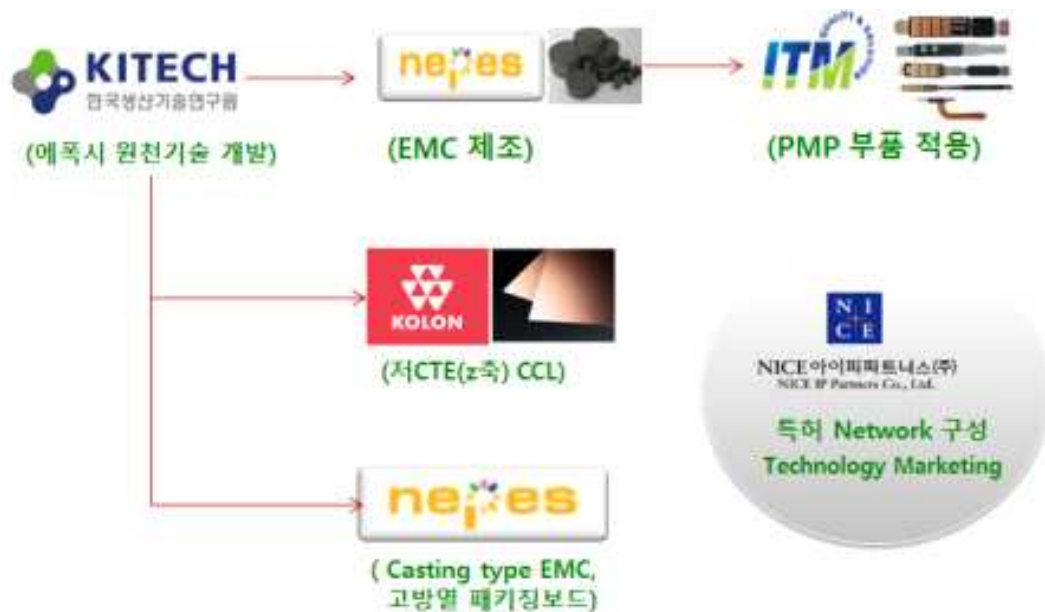 KITECH
한국생산기술연구원
(에폭시 원천기술 개발)
nepes
(EMC 제조)
ITM
(PMP 부품 적용)
KOLON
(저CTE(z축) CCL)
nepes
( Casting type EMC,
고방열 패키징보드)
N I
C E
NICE아이피파트너스(주)
NICE IP Partners Co., Ltd.
특허 Network 구성
Technology Marketing